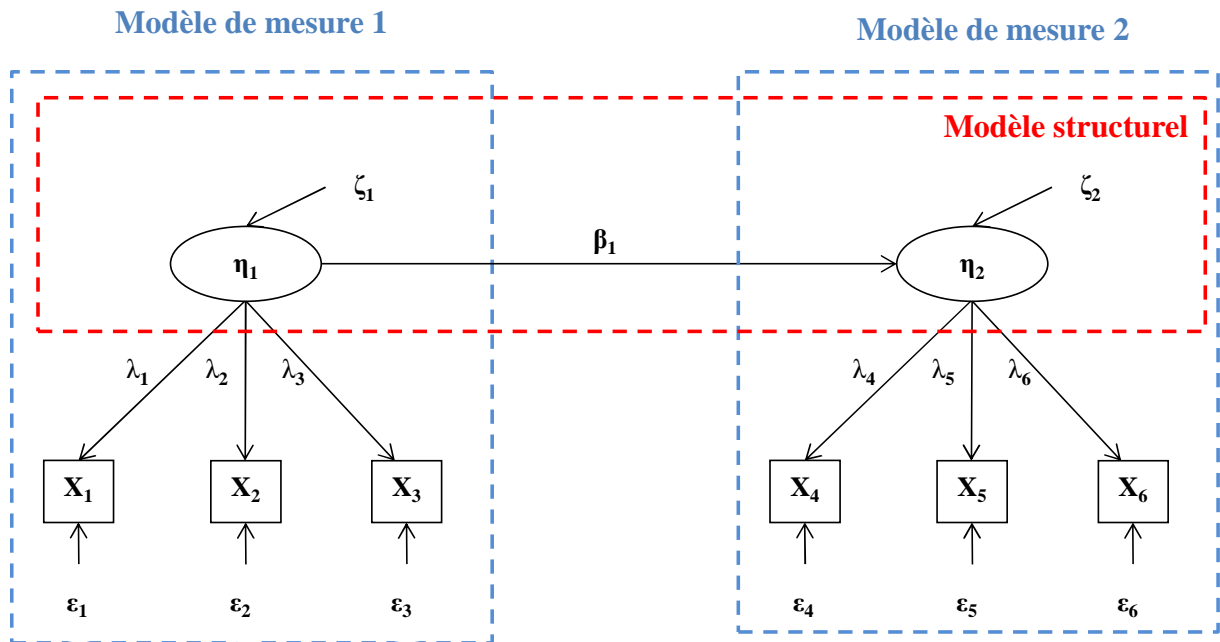 Modèle de mesure 1
Modèle de mesure 2
Modèle structurel
ζ₁
ζ₂
β₁
η₁
η₂
λ₁ λ₂ λ₃
λ₄ λ₅ λ₆
X₁ X₂ X₃
X₄ X₅ X₆
ε₁ ε₂ ε₃
ε₄ ε₅ ε₆